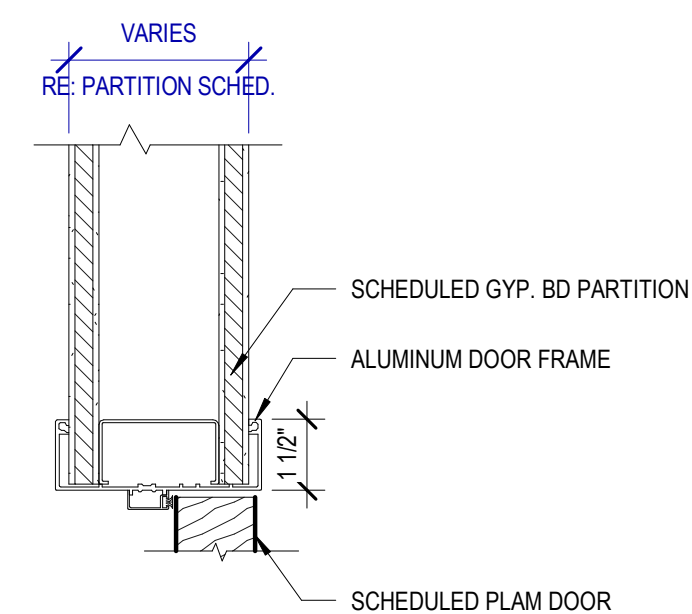 VARIES
RE: PARTITION SCHED.
SCHEDULED GYP. BD PARTITION
ALUMINUM DOOR FRAME
1 1/2"
SCHEDULED PLAM DOOR